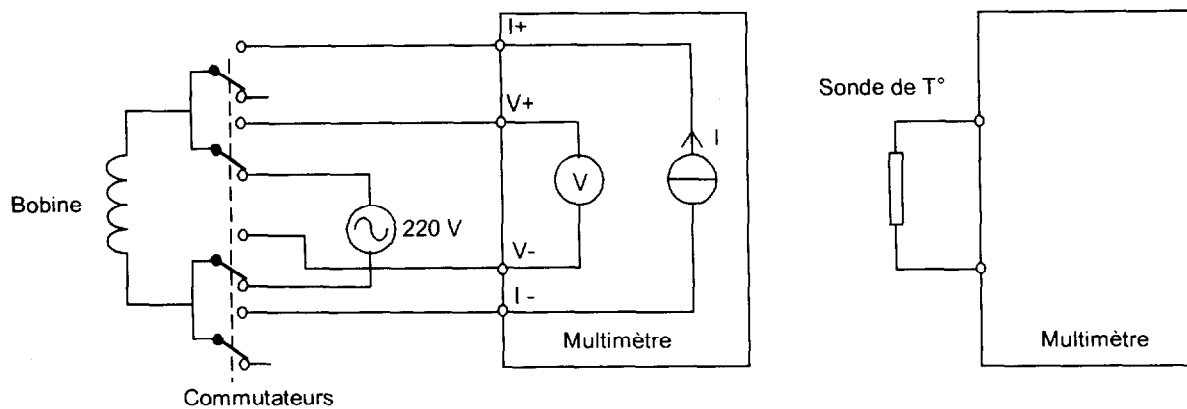 I+
V+
I
V
Bobine
220 V
V-
I -
Multimètre
Commutateurs
Sonde de T°
Multimètre